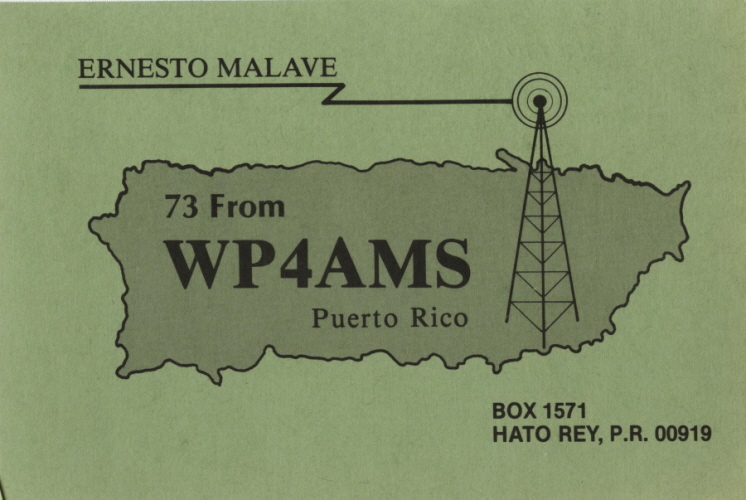 ERNESTO MALAVE
73 From
WP4AMS
Puerto Rico
BOX 1571
HATO REY, P.R. 00919